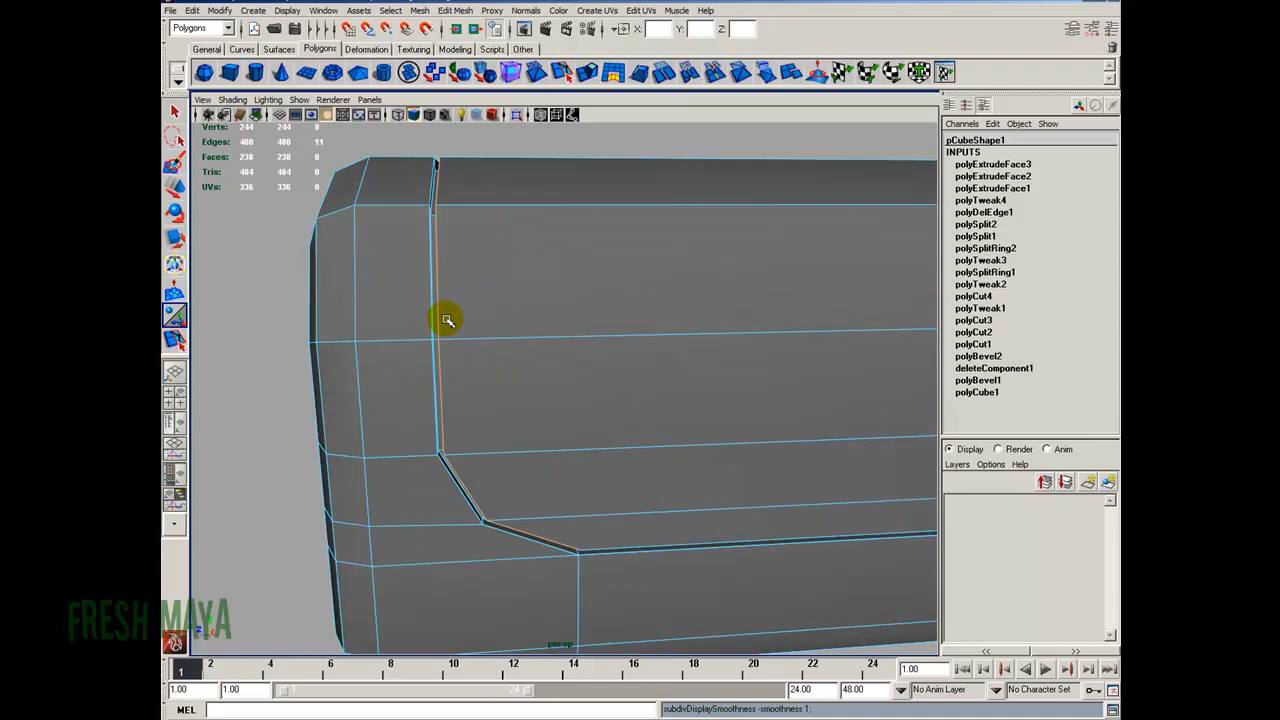 File Edit Modify Create Display Window Assets Select Mesh Edit Mesh Proxy Normals Color Create UVs Edit UVs Muscle Help
Polygons X: Y: Z:
General Curves Surfaces Polygons Deformation Texturing Modeling Scripts Other
View Shading Lighting Show Renderer Panels
Verts: 244 244 0
Edges: 480 480 11
Faces: 238 238 0
Tris: 484 484 0
UVs: 336 336 0
Channels Edit Object Show
pCubeShape1
INPUTS
polyExtrudeFace3
polyExtrudeFace2
polyExtrudeFace1
polyTweak4
polyDelEdge1
polySplit2
polySplit1
polySplitRing2
polyTweak3
polySplitRing1
polyTweak2
polyCut4
polyTweak1
polyCut3
polyCut2
polyCut1
polyBevel2
deleteComponent1
polyBevel1
polyCube1
Display Render Anim
Layers Options Help
FRESH MAYA
persp
1 2 4 6 8 10 12 14 16 18 20 22 24 1.00
1.00 1.00 24 24.00 48.00 No Anim Layer No Character Set
MEL subdivDisplaySmoothness -smoothness 1;